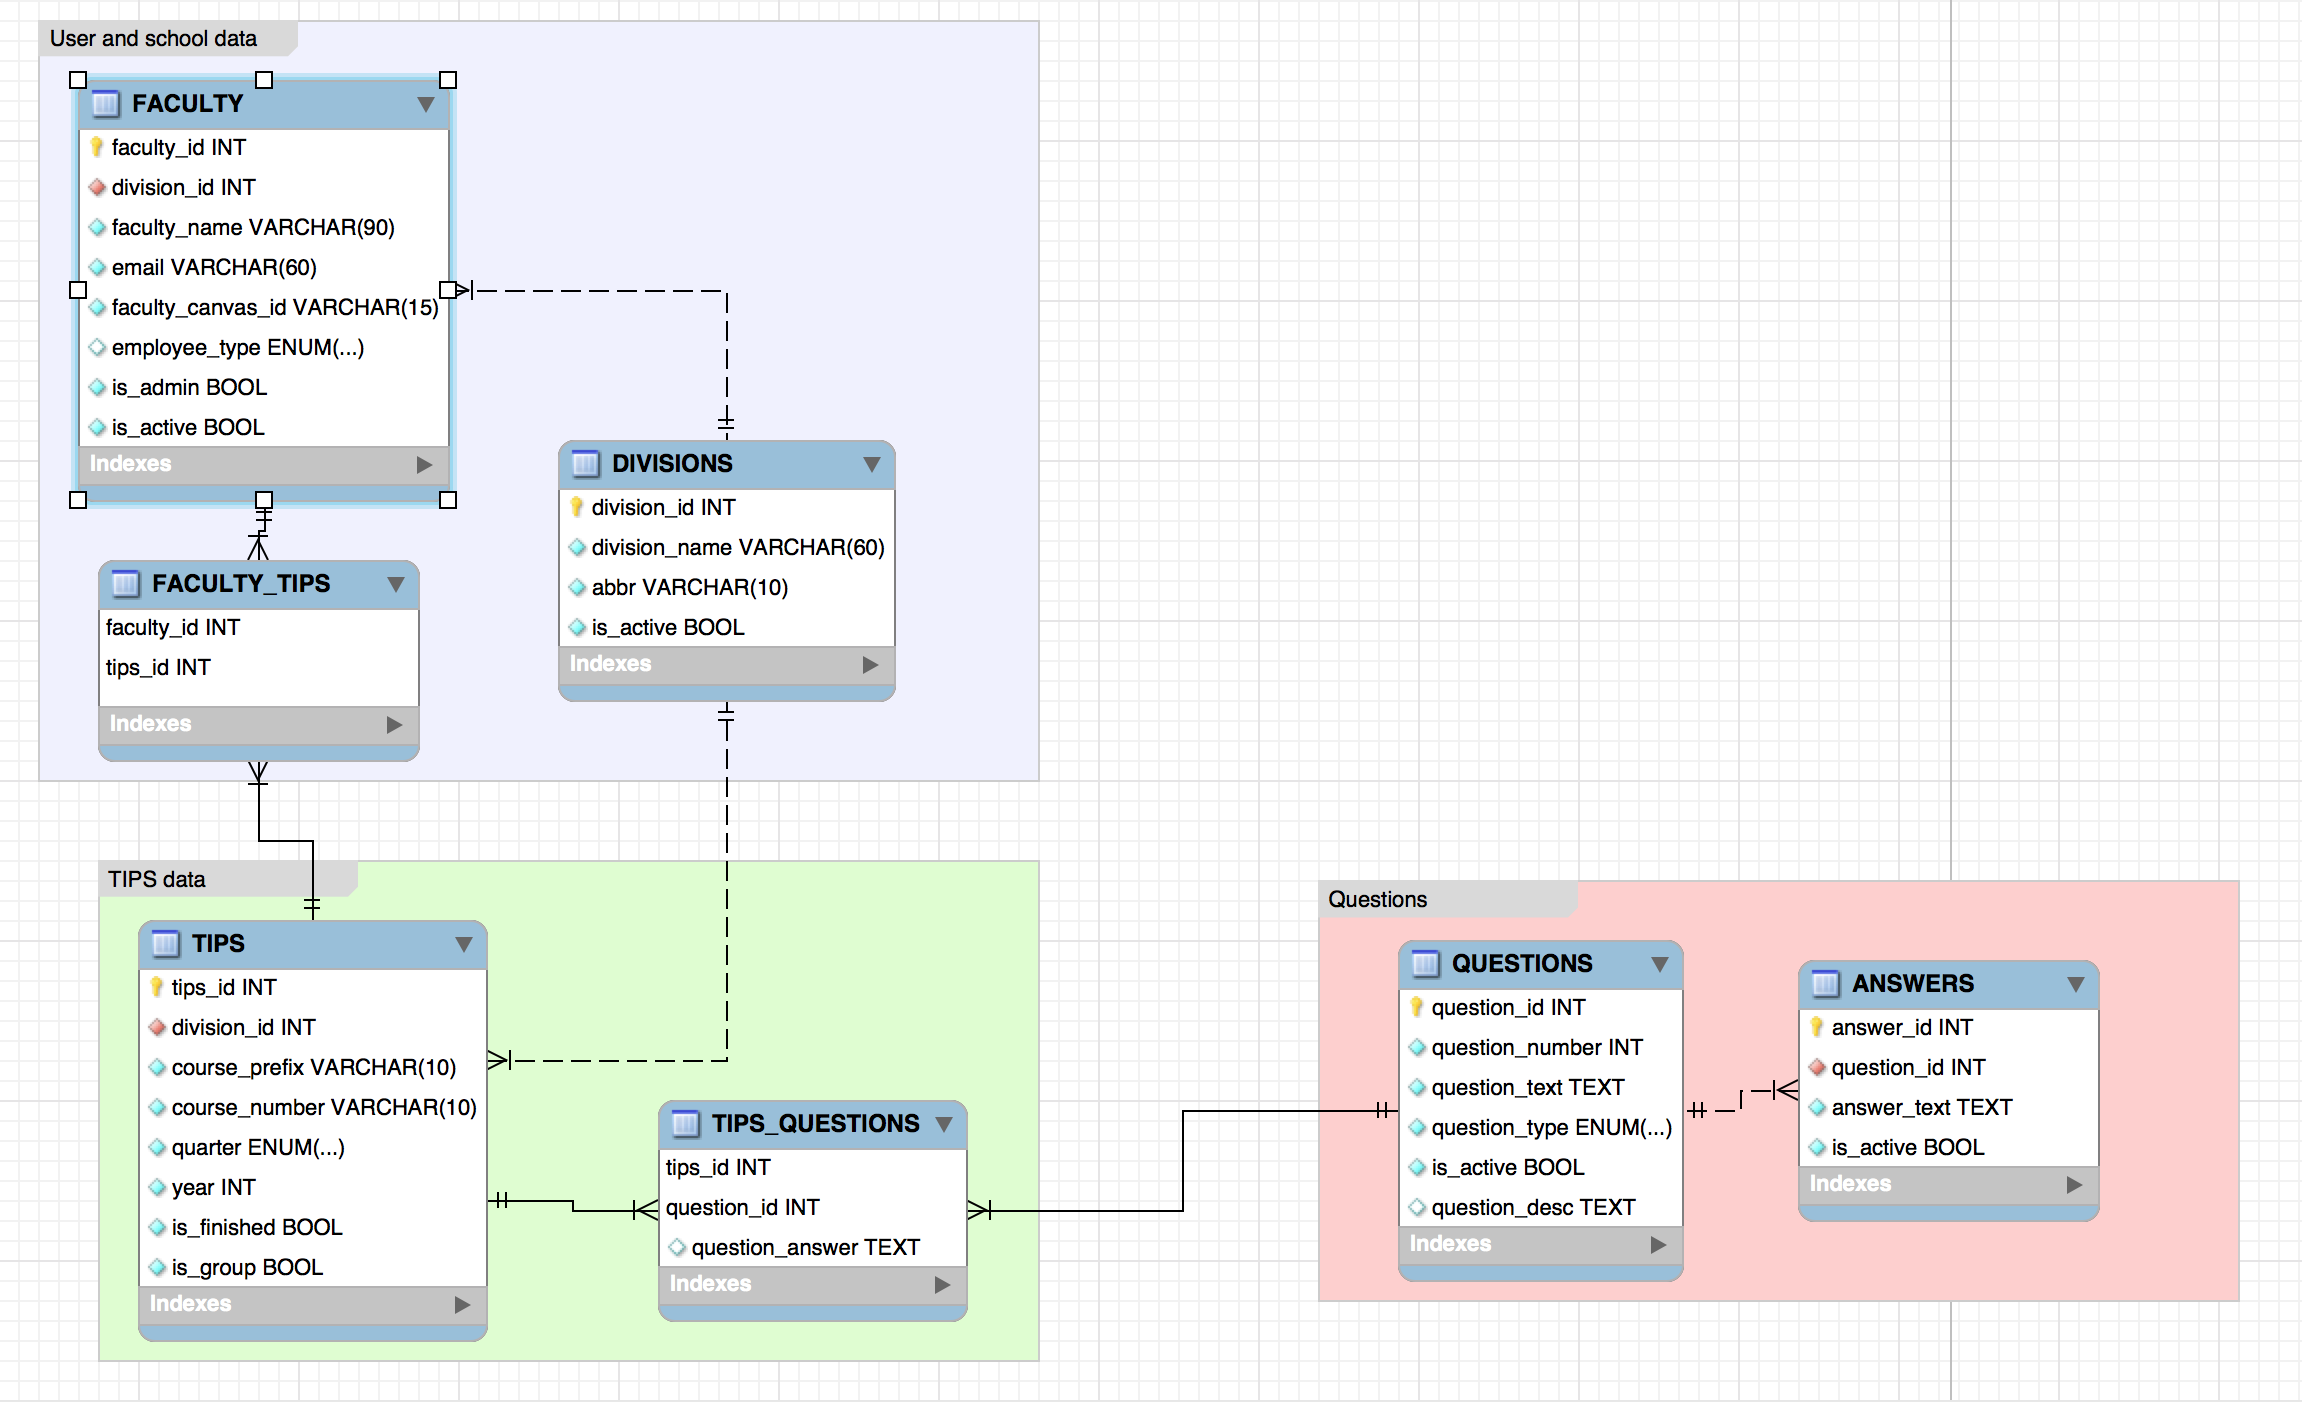 User and school data
FACULTY
faculty_id INT
division_id INT
faculty_name VARCHAR(90)
email VARCHAR(60)
faculty_canvas_id VARCHAR(15)
employee_type ENUM(...)
is_admin BOOL
is_active BOOL
Indexes
DIVISIONS
division_id INT
division_name VARCHAR(60)
abbr VARCHAR(10)
is_active BOOL
Indexes
FACULTY_TIPS
faculty_id INT
tips_id INT
Indexes
TIPS data
TIPS
tips_id INT
division_id INT
course_prefix VARCHAR(10)
course_number VARCHAR(10)
quarter ENUM(...)
year INT
is_finished BOOL
is_group BOOL
Indexes
TIPS_QUESTIONS
tips_id INT
question_id INT
question_answer TEXT
Indexes
Questions
QUESTIONS
question_id INT
question_number INT
question_text TEXT
question_type ENUM(...)
is_active BOOL
question_desc TEXT
Indexes
ANSWERS
answer_id INT
question_id INT
answer_text TEXT
is_active BOOL
Indexes